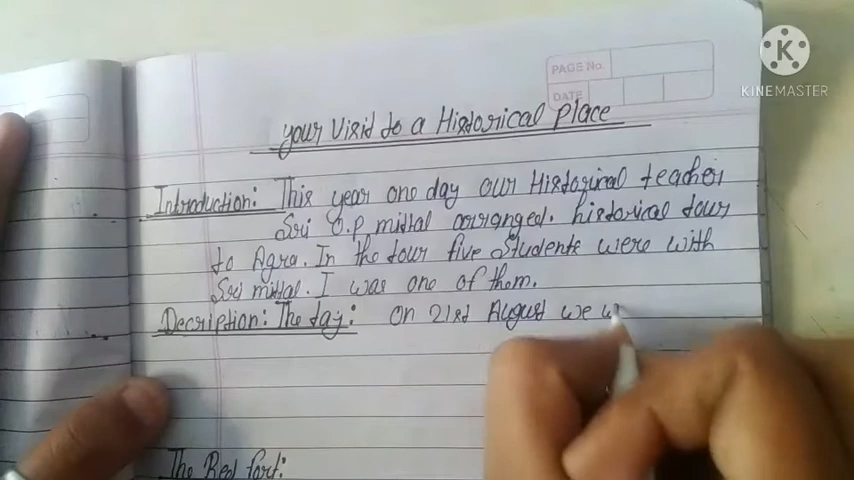 PAGE No.
DATE
K
KINEMASTER
your Visid to a Historical Place
Introduction: This year one day our Historical teacher
Sri O.P mittal arranged. historical tour
to Agra. In the tour five Students were with
Sri mittal. I was one of them.
Decription: The day: on 21st August we w
The Red fort: